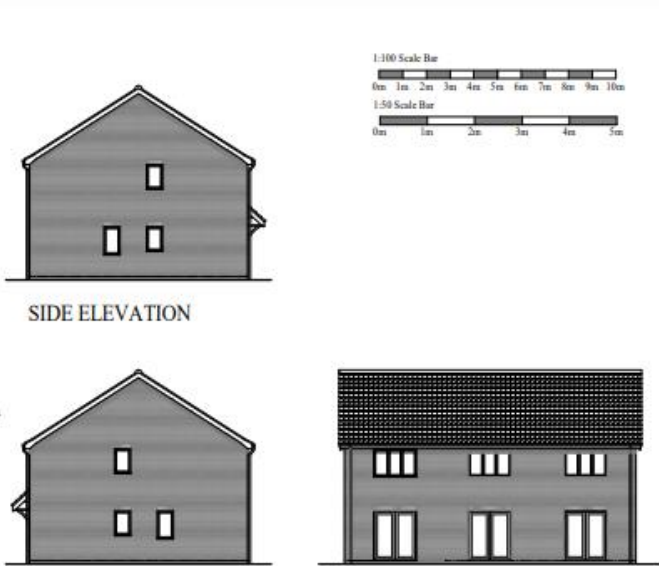 1:100 Scale Bar
0m 1m 2m 3m 4m 5m 6m 7m 8m 9m 10m
1:50 Scale Bar
0m 1m 2m 3m 4m 5m
SIDE ELEVATION